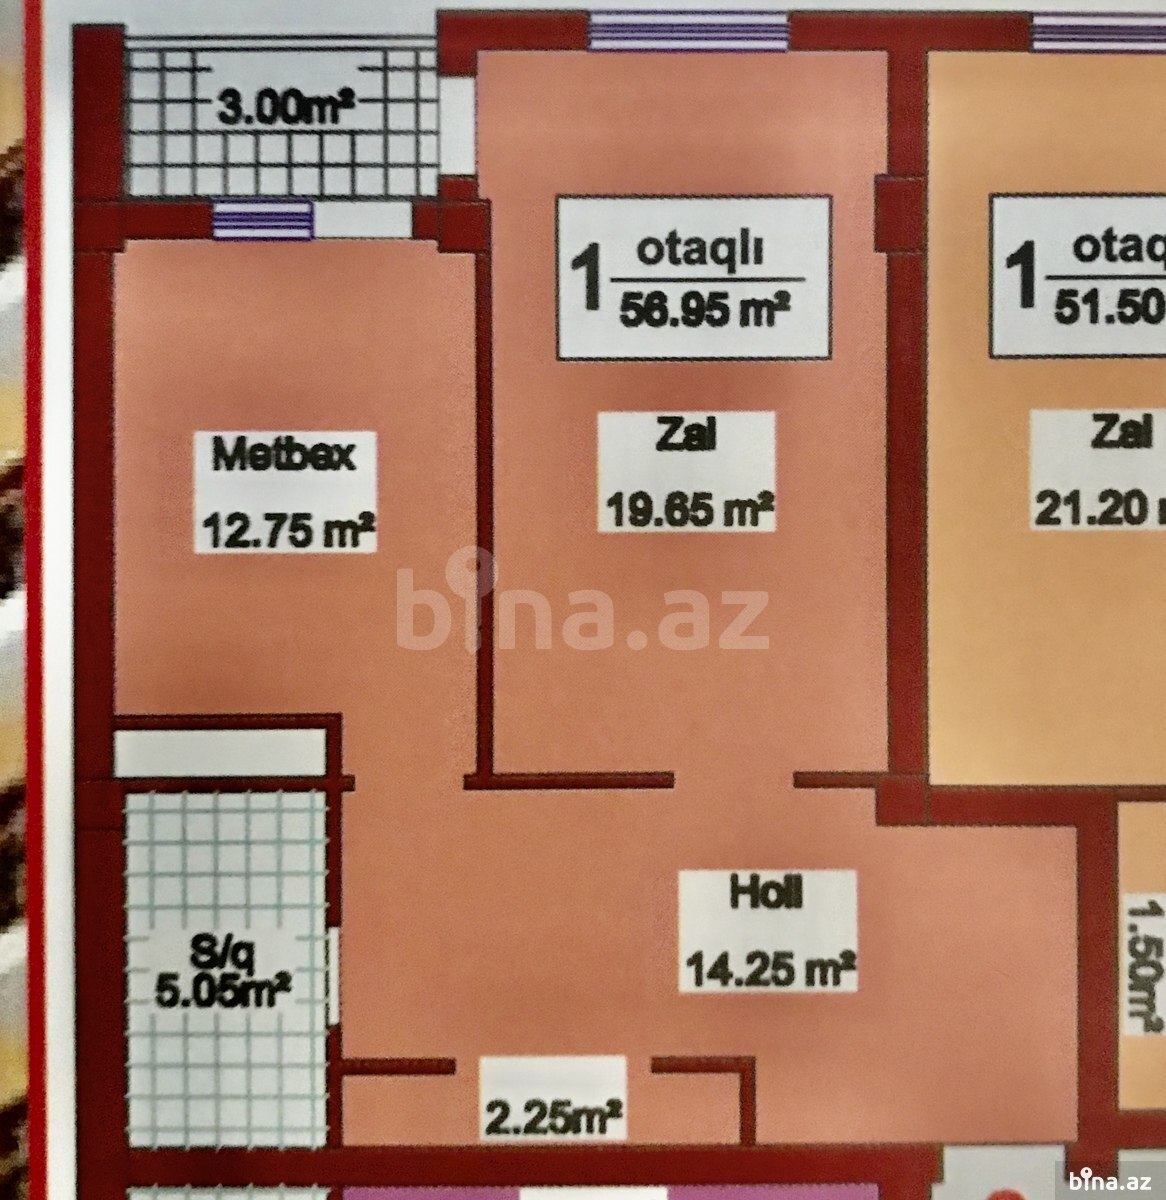 3.00m²
1 otaqlı
56.95 m²
1 otaq
51.50
Zal
19.65 m²
Zal
21.20
Metbex
12.75 m²
bina.az
Holl
14.25 m²
1.50m²
S/q
5.05m²
2.25m²
bina.az